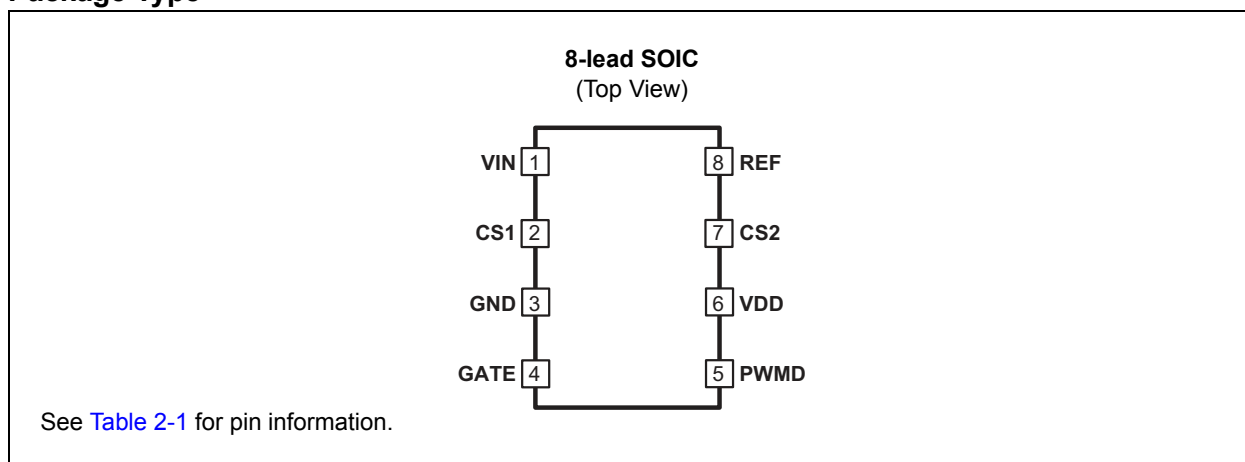 Package Type
8-lead SOIC
(Top View)
VIN 1
8 REF
CS1 2
7 CS2
GND 3
6 VDD
GATE 4
5 PWMD
See Table 2-1 for pin information.